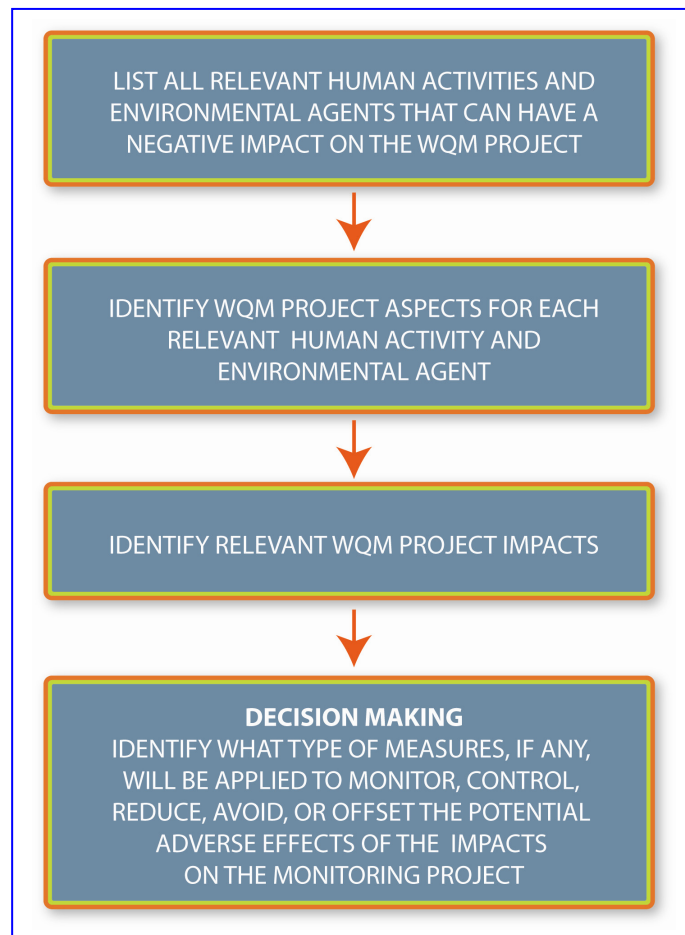 LIST ALL RELEVANT HUMAN ACTIVITIES AND
ENVIRONMENTAL AGENTS THAT CAN HAVE A
NEGATIVE IMPACT ON THE WQM PROJECT
IDENTIFY WQM PROJECT ASPECTS FOR EACH
RELEVANT HUMAN ACTIVITY AND
ENVIRONMENTAL AGENT
IDENTIFY RELEVANT WQM PROJECT IMPACTS
DECISION MAKING
IDENTIFY WHAT TYPE OF MEASURES, IF ANY,
WILL BE APPLIED TO MONITOR, CONTROL,
REDUCE, AVOID, OR OFFSET THE POTENTIAL
ADVERSE EFFECTS OF THE IMPACTS
ON THE MONITORING PROJECT